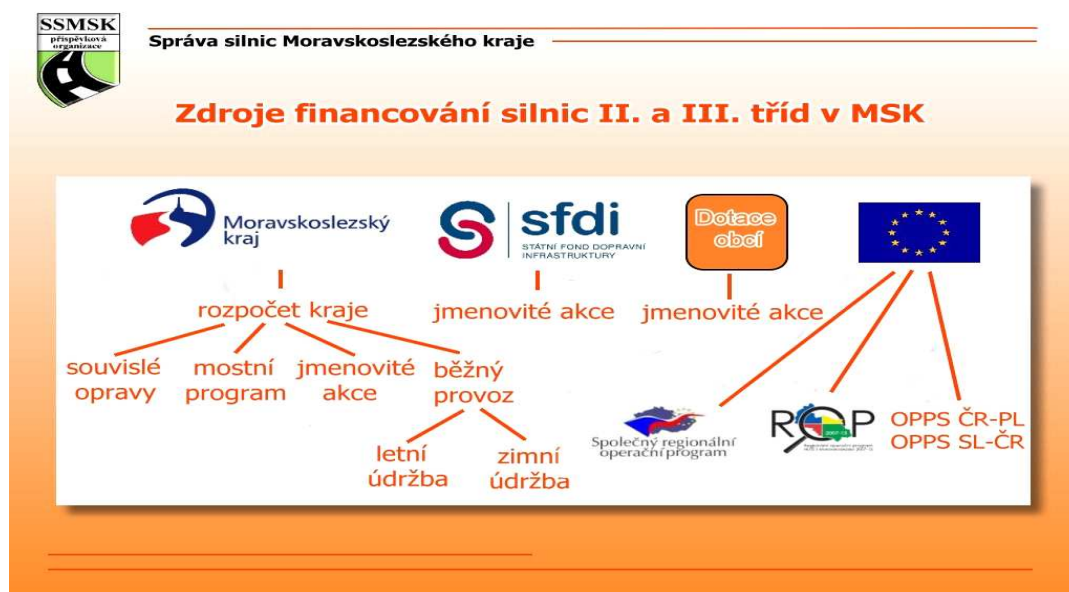 SSMSK
příspěvková
organizace
Správa silnic Moravskoslezského kraje
Zdroje financování silnic II. a III. tříd v MSK
Moravskoslezský
kraj
sfdi
STÁTNÍ FOND DOPRAVNÍ
INFRASTRUKTURY
Dotace
obcí
rozpočet kraje
jmenovité akce
jmenovité akce
souvislé
opravy
mostní
program
jmenovité
akce
běžný
provoz
letní
údržba
zimní
údržba
Společný regionální
operační program
ROP
OPPS ČR-PL
OPPS SL-ČR